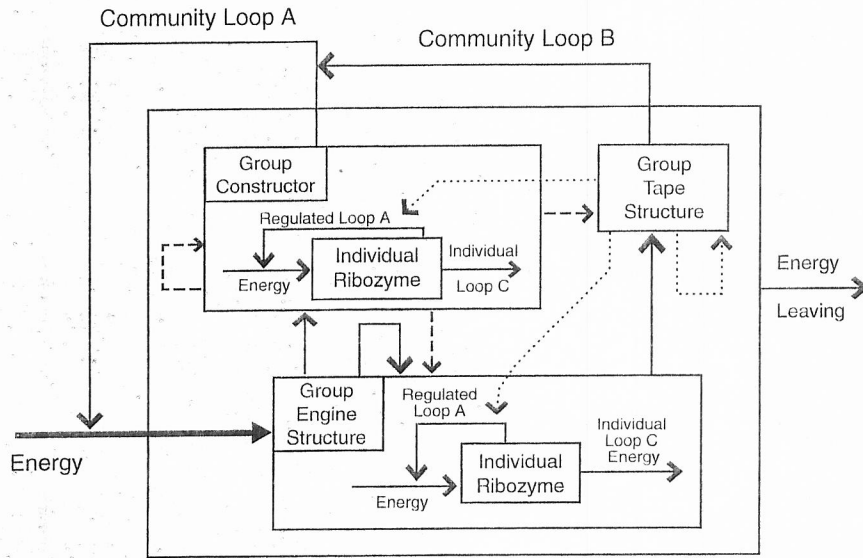 Community Loop A
Community Loop B
Group
Constructor
Group
Tape
Structure
Regulated Loop A
Individual
Ribozyme
Individual
Loop C
Energy
Energy
Leaving
Group
Engine
Structure
Regulated
Loop A
Individual
Loop C
Energy
Energy
Individual
Ribozyme
Energy